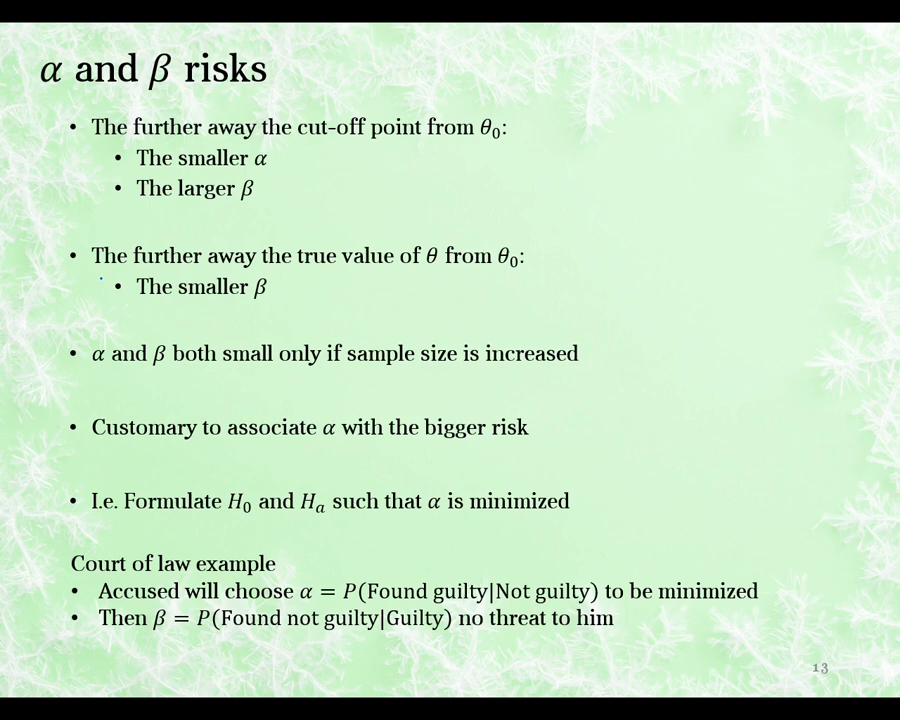 α and β risks
• The further away the cut-off point from θ₀:
• The smaller α
• The larger β
• The further away the true value of θ from θ₀:
• The smaller β
• α and β both small only if sample size is increased
• Customary to associate α with the bigger risk
• I.e. Formulate H₀ and Hₐ such that α is minimized
Court of law example
• Accused will choose α = P(Found guilty|Not guilty) to be minimized
• Then β = P(Found not guilty|Guilty) no threat to him
13